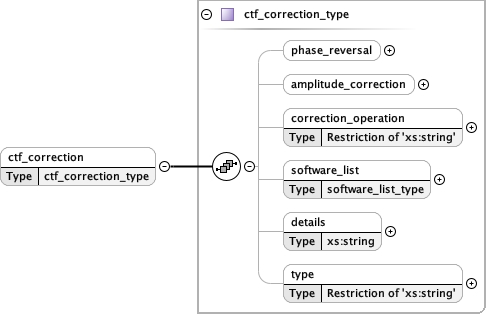 ctf_correction_type
phase_reversal
amplitude_correction
correction_operation
Type Restriction of 'xs:string'
ctf_correction
Type ctf_correction_type
software_list
Type software_list_type
details
Type xs:string
type
Type Restriction of 'xs:string'